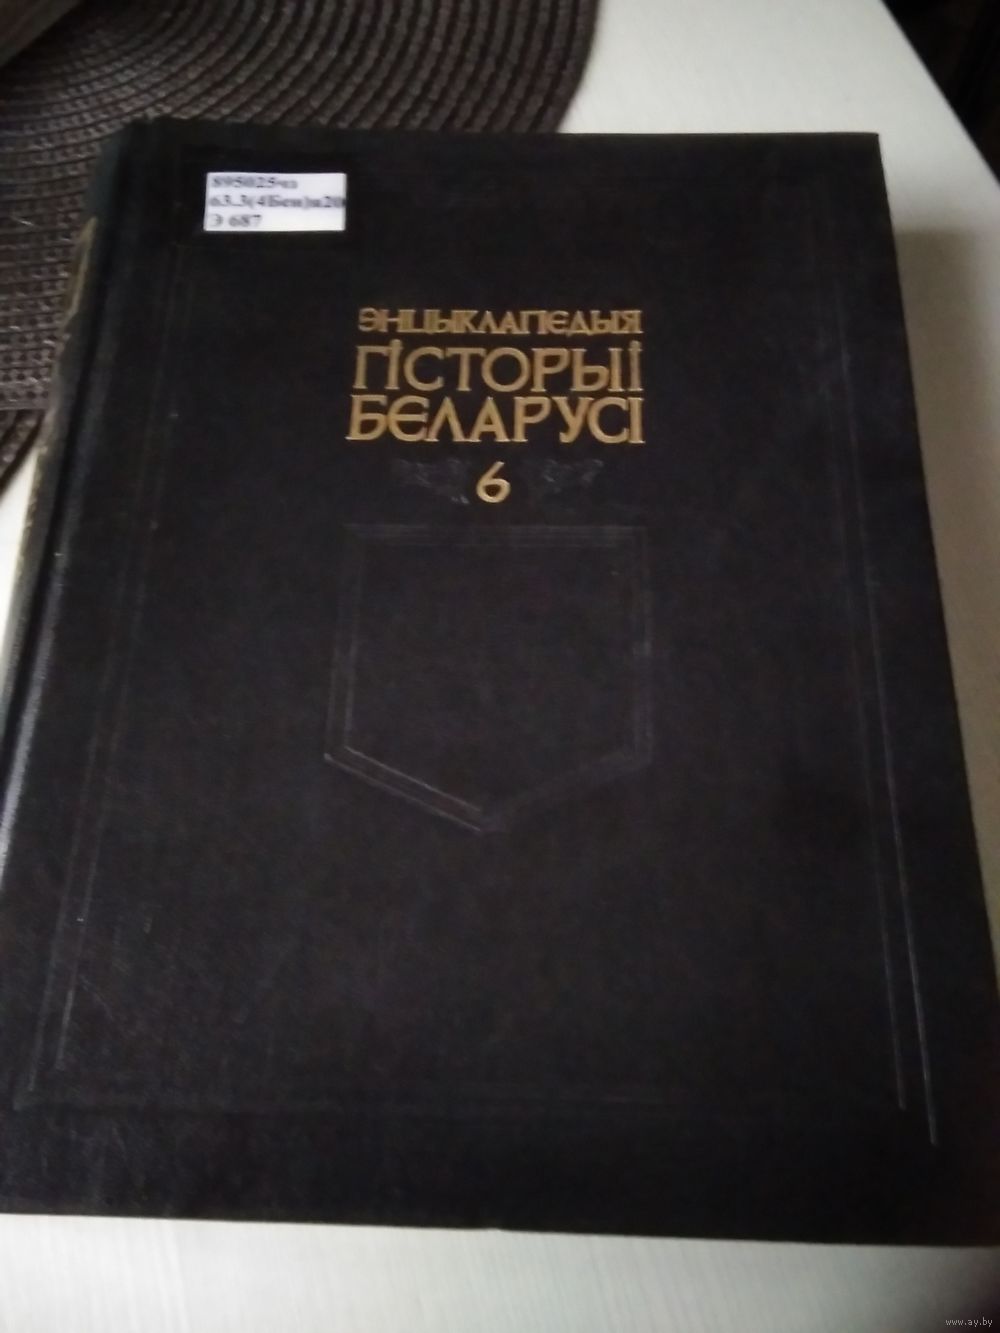 895025чз
63.3(4Беи)я20
Э 687
ЭНЦЫКЛАПЕДЫЯ
ГІСТОРЫІ
БЕЛАРУСІ
6
www.ay.by